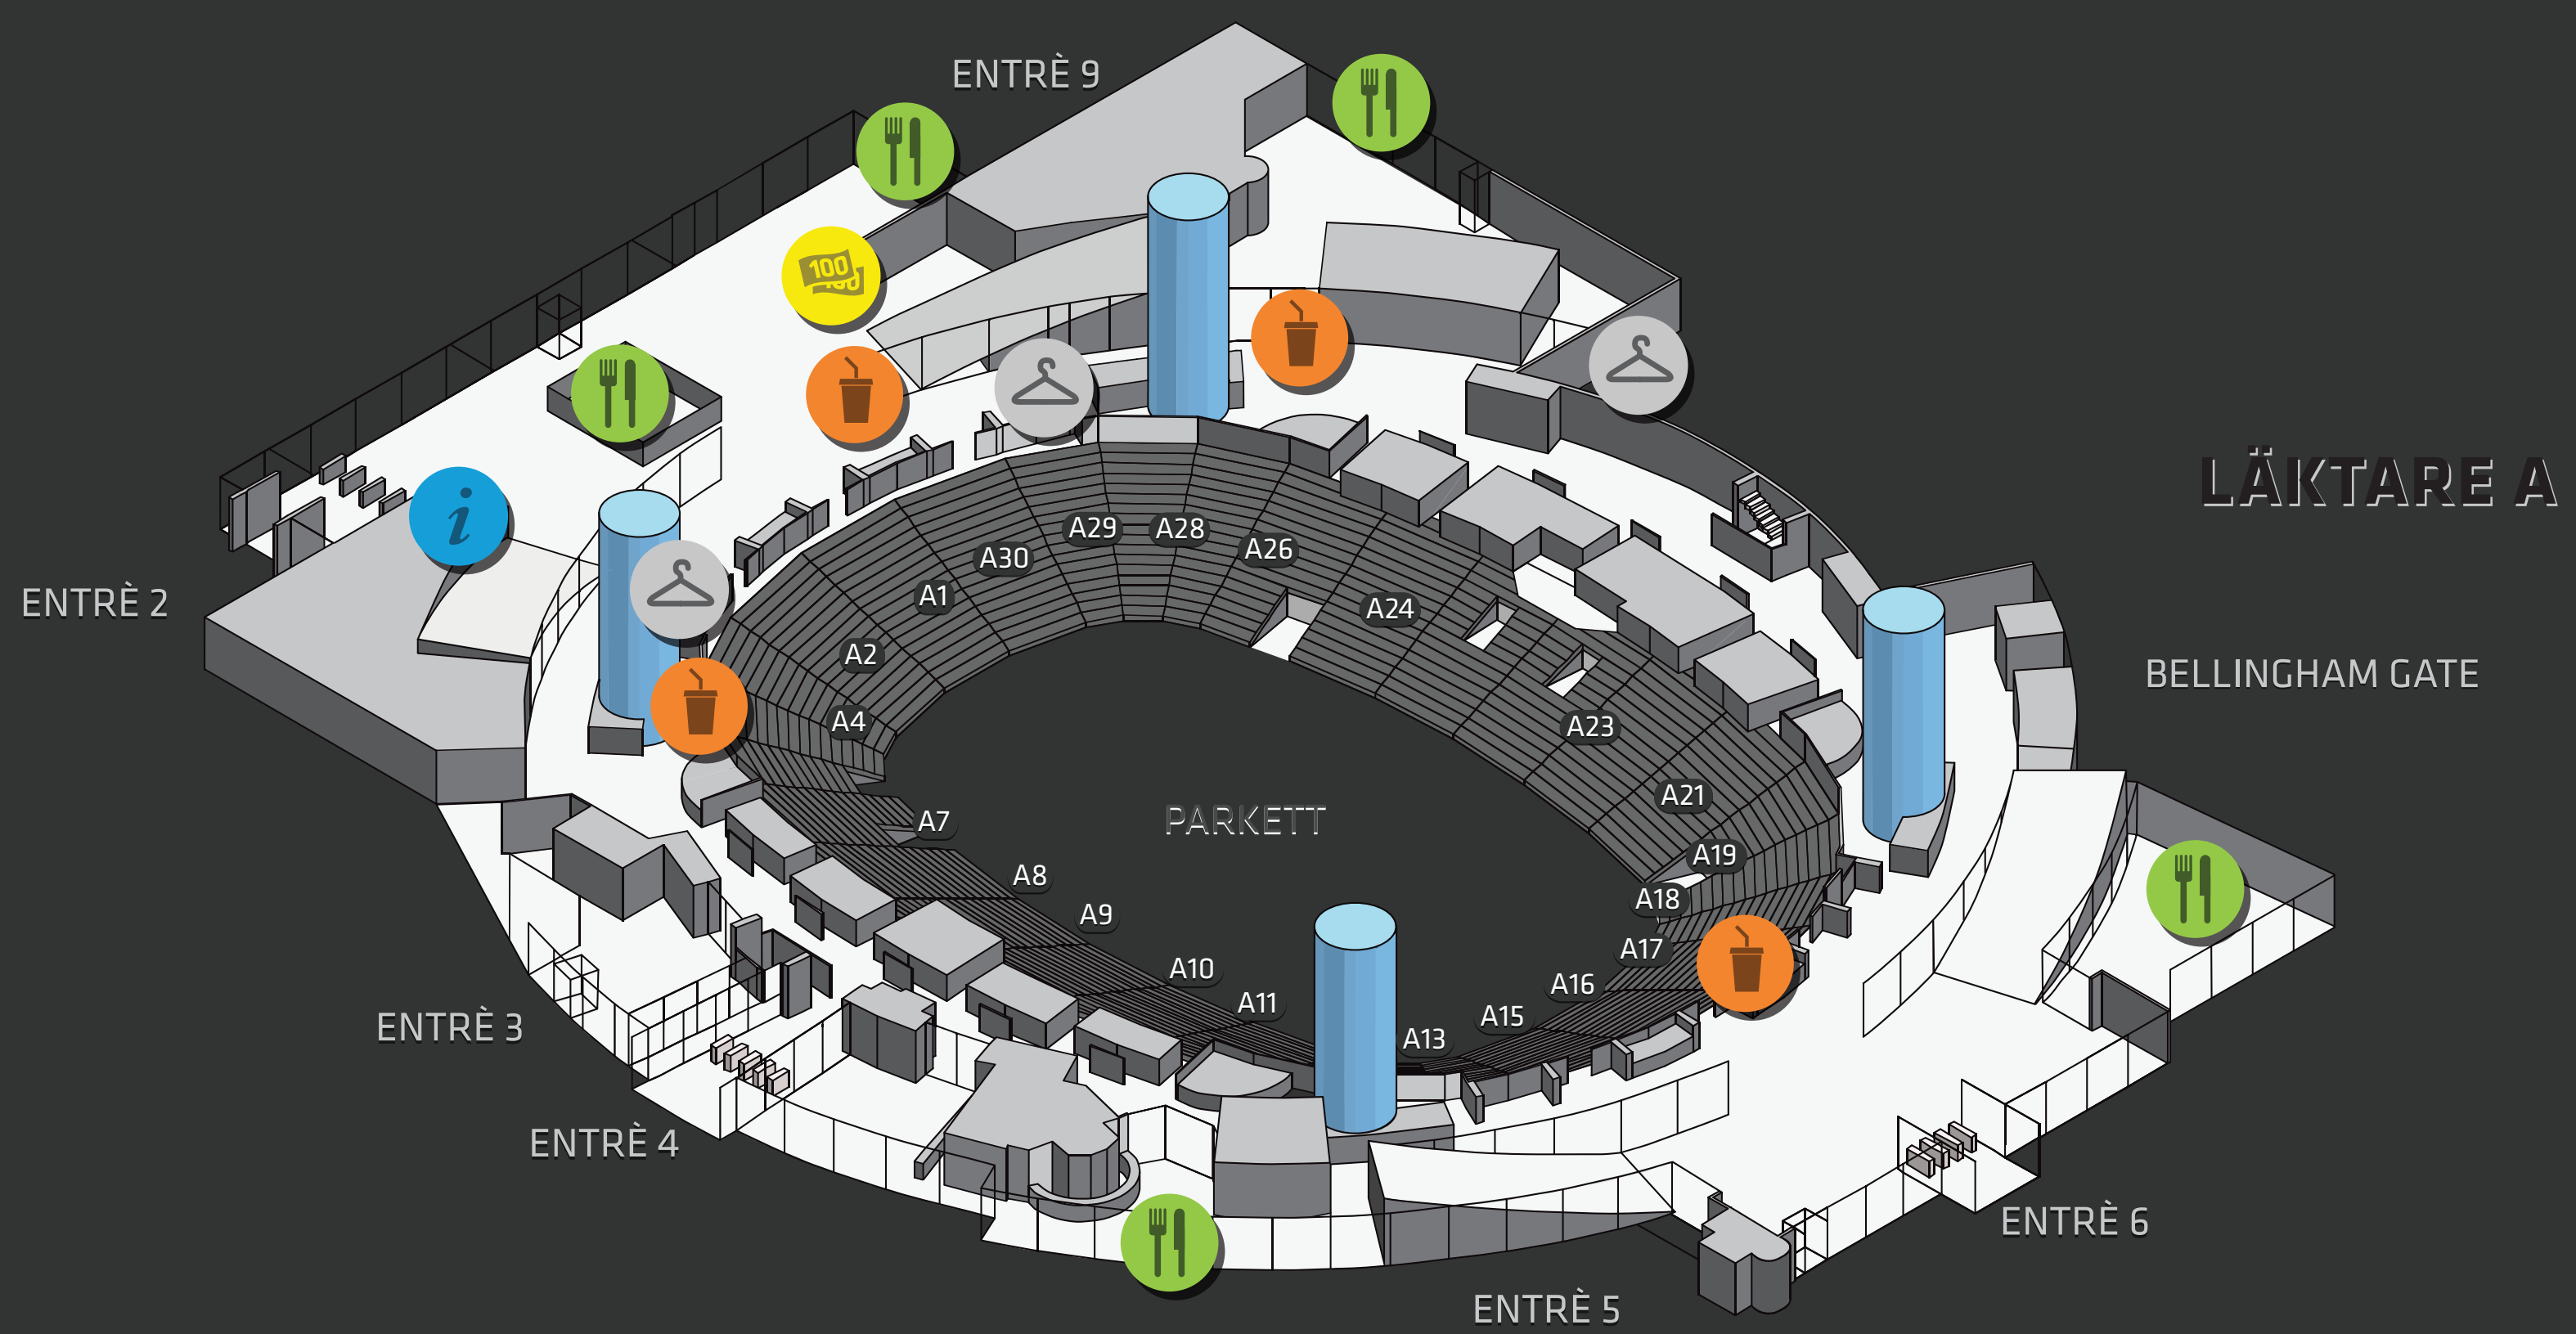 ENTRÈ 9
100
100
LÄKTARE A
A29
A28
A26
A30
A1
A24
ENTRÈ 2
i
A2
BELLINGHAM GATE
A4
A23
A21
A7
PARKETT
A19
A8
A18
A9
A17
A10
A16
A11
A15
ENTRÈ 3
A13
ENTRÈ 4
ENTRÈ 6
ENTRÈ 5